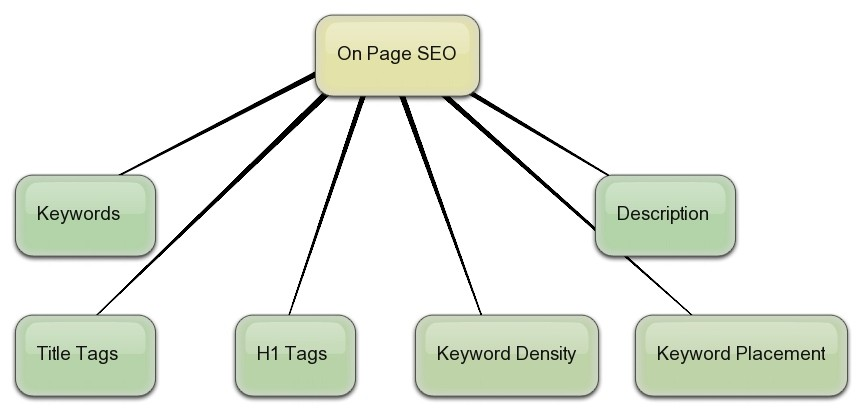 On Page SEO
Keywords
Description
Title Tags
H1 Tags
Keyword Density
Keyword Placement